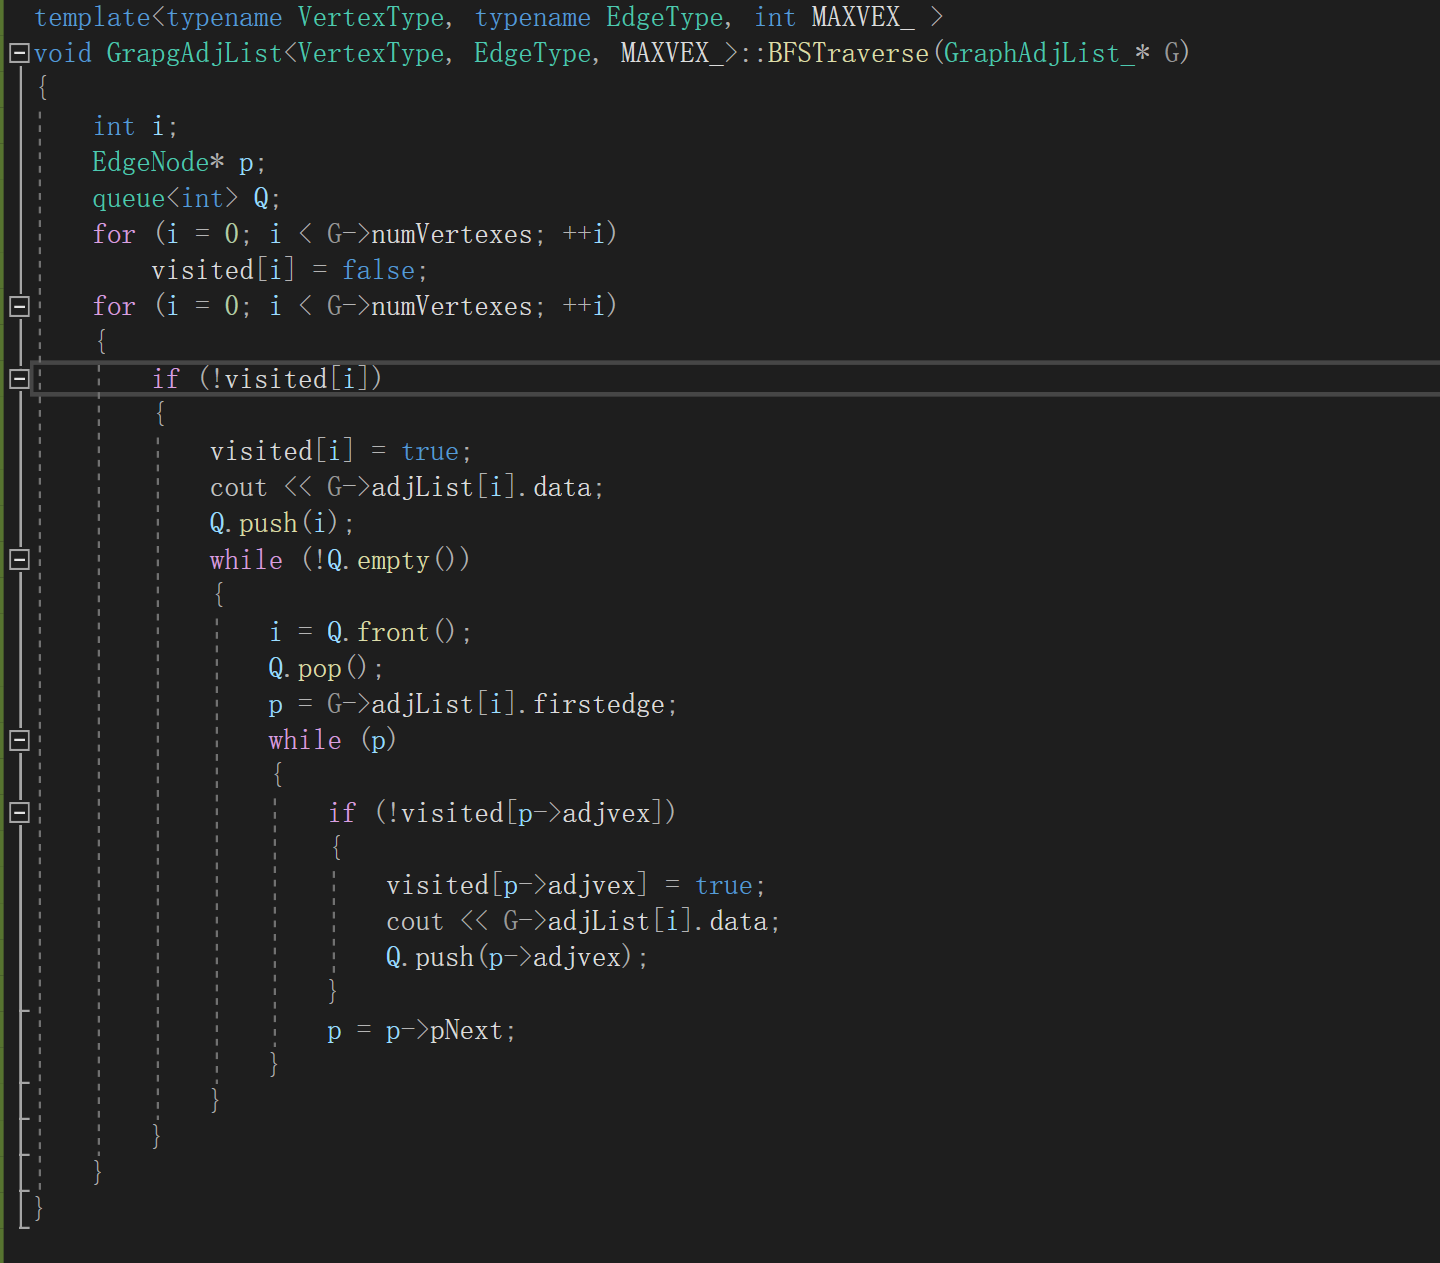 template<typename VertexType, typename EdgeType, int MAXVEX_ >
void GrapgAdjList<VertexType, EdgeType, MAXVEX_>::BFSTraverse(GraphAdjList_* G)
{
int i;
EdgeNode* p;
queue<int> Q;
for (i = 0; i < G->numVertexes; ++i)
visited[i] = false;
for (i = 0; i < G->numVertexes; ++i)
{
if (!visited[i])
{
visited[i] = true;
cout << G->adjList[i].data;
Q.push(i);
while (!Q.empty())
{
i = Q.front();
Q.pop();
p = G->adjList[i].firstedge;
while (p)
{
if (!visited[p->adjvex])
{
visited[p->adjvex] = true;
cout << G->adjList[i].data;
Q.push(p->adjvex);
}
p = p->pNext;
}
}
}
}
}